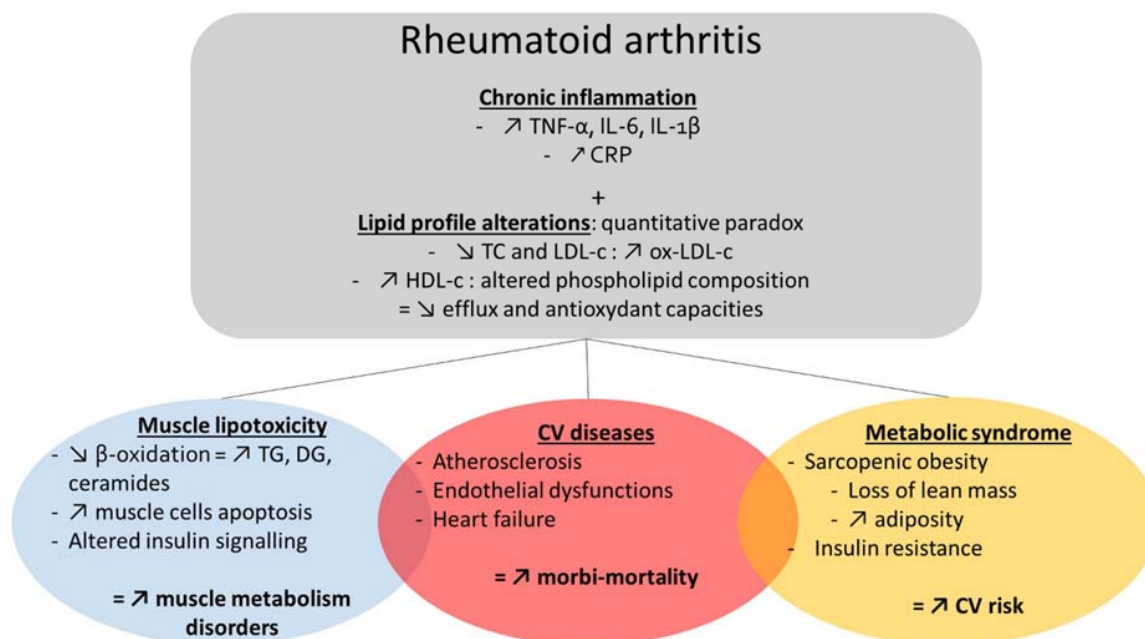 Rheumatoid arthritis
Chronic inflammation
- ↗ TNF-α, IL-6, IL-1β
- ↗ CRP
+
Lipid profile alterations: quantitative paradox
- ↘ TC and LDL-c : ↗ ox-LDL-c
- ↗ HDL-c : altered phospholipid composition
= ↘ efflux and antioxydant capacities
Muscle lipotoxicity
- ↘ β-oxidation = ↗ TG, DG,
ceramides
- ↗ muscle cells apoptosis
- Altered insulin signalling
= ↗ muscle metabolism
disorders
CV diseases
- Atherosclerosis
- Endothelial dysfunctions
- Heart failure
= ↗ morbi-mortality
Metabolic syndrome
- Sarcopenic obesity
- Loss of lean mass
- ↗ adiposity
- Insulin resistance
= ↗ CV risk